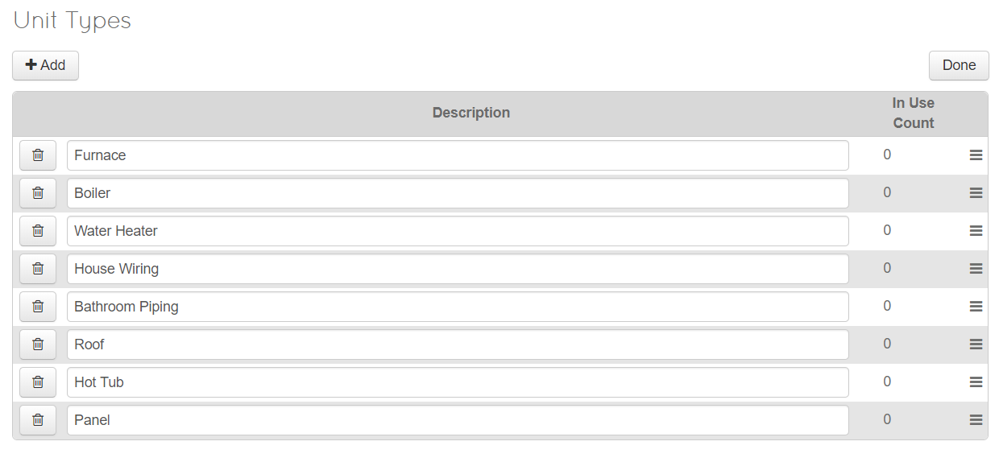 Unit Types
Add
Done
Description
In Use
Count
Furnace 0
Boiler 0
Water Heater 0
House Wiring 0
Bathroom Piping 0
Roof 0
Hot Tub 0
Panel 0